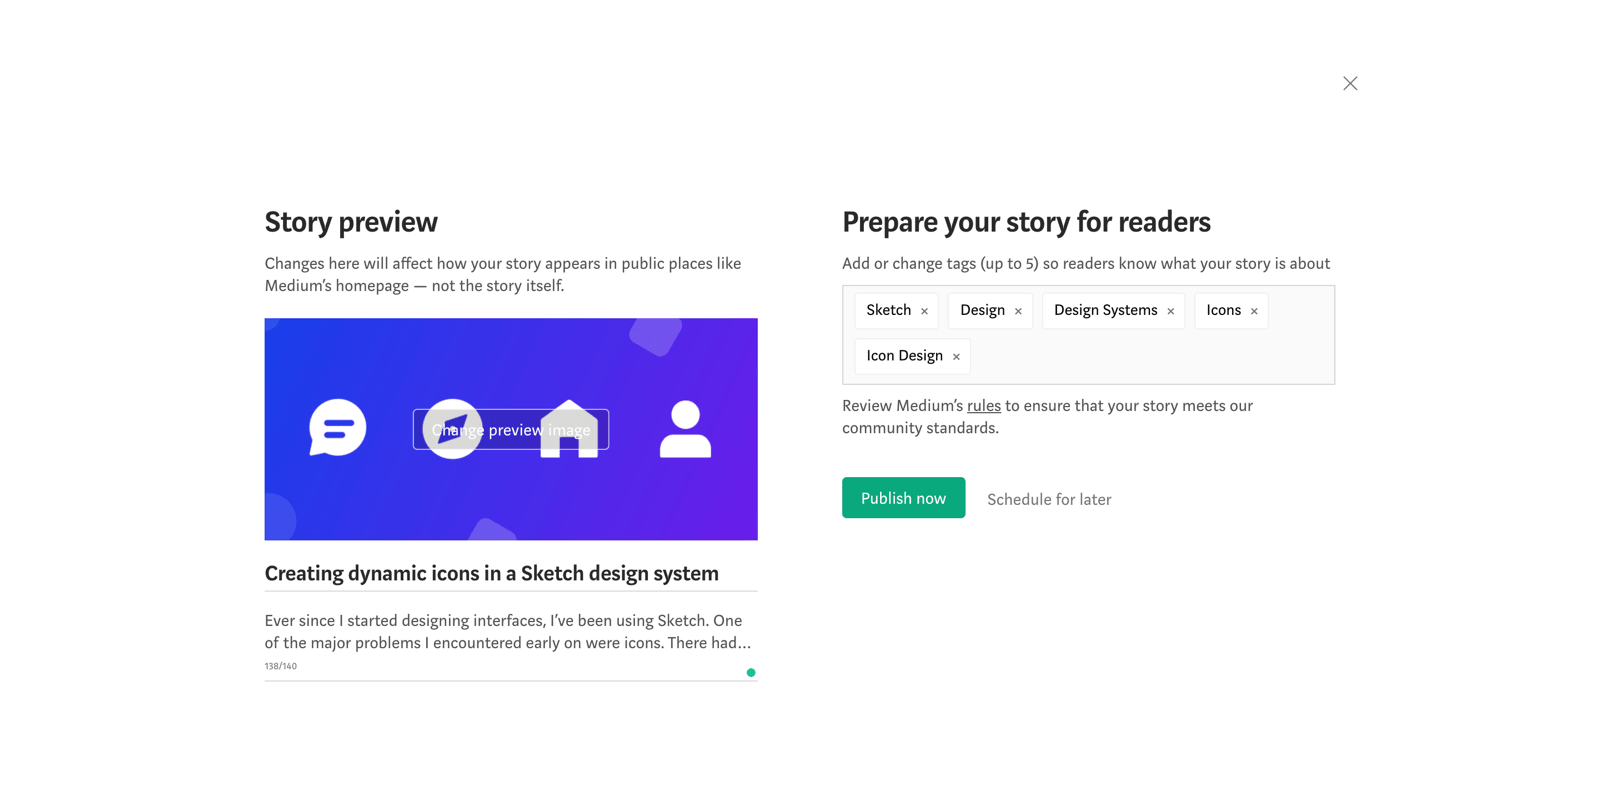 Story preview
Changes here will affect how your story appears in public places like
Medium's homepage — not the story itself.
Change preview image
Creating dynamic icons in a Sketch design system
Ever since I started designing interfaces, I've been using Sketch. One
of the major problems I encountered early on were icons. There had...
138/140
Prepare your story for readers
Add or change tags (up to 5) so readers know what your story is about
Sketch × Design × Design Systems × Icons ×
Icon Design ×
Review Medium's rules to ensure that your story meets our
community standards.
Publish now Schedule for later